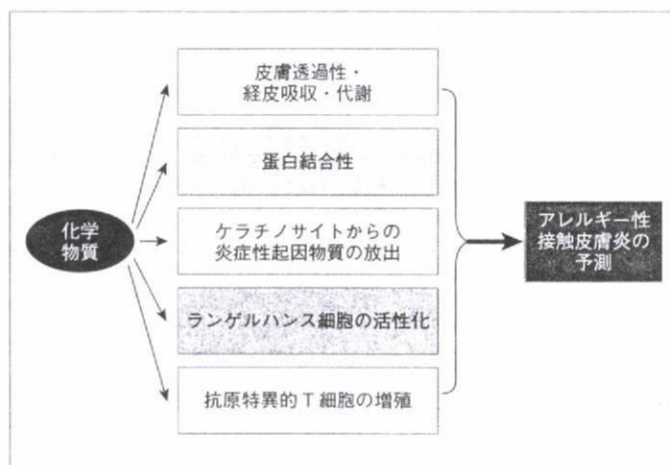 化学
物質
皮膚透過性・
経皮吸収・代謝
蛋白結合性
ケラチノサイトからの
炎症性起因物質の放出
ランゲルハンス細胞の活性化
抗原特異的T細胞の増殖
アレルギー性
接触皮膚炎の
予測